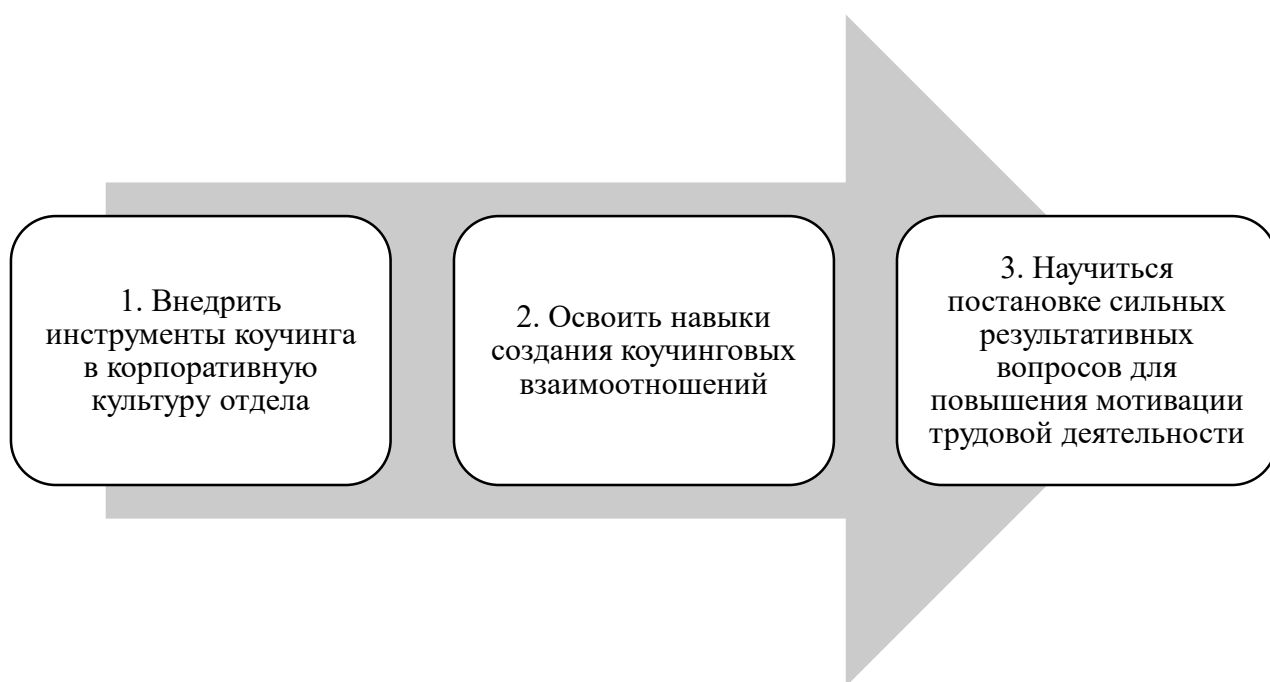 1. Внедрить
инструменты коучинга
в корпоративную
культуру отдела
2. Освоить навыки
создания коучинговых
взаимоотношений
3. Научиться
постановке сильных
результативных
вопросов для
повышения мотивации
трудовой деятельности